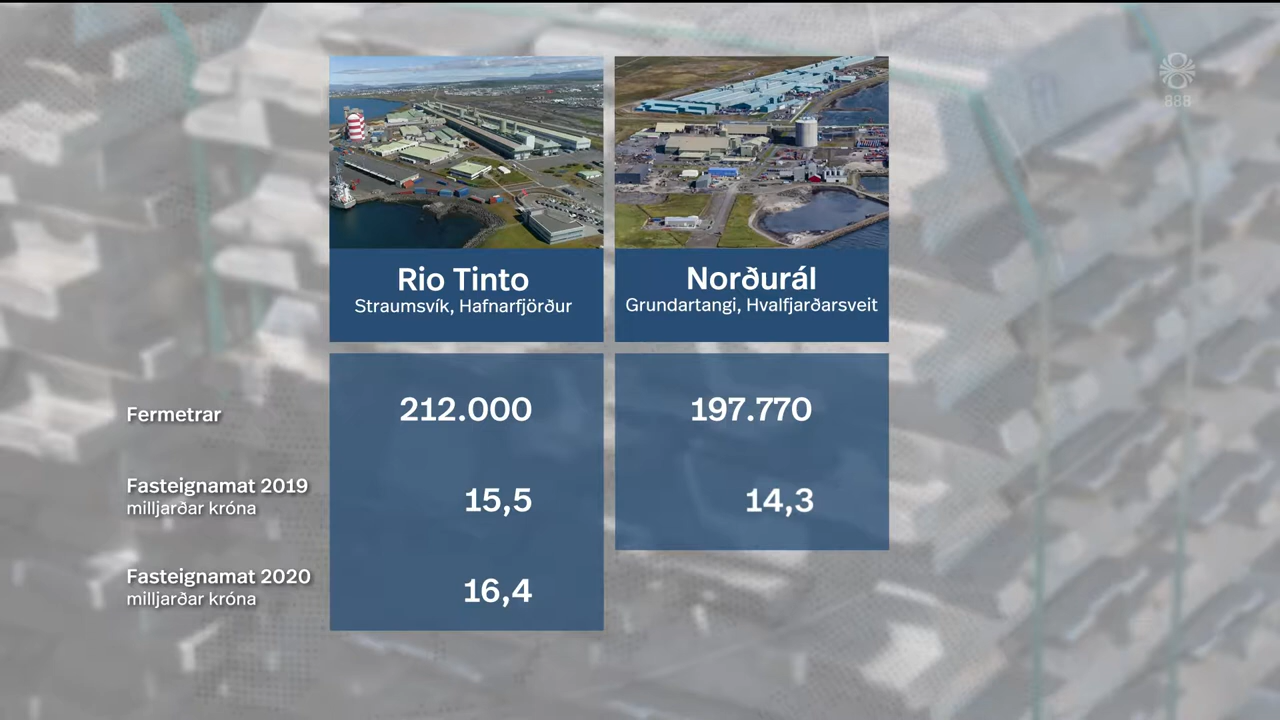 888
Rio Tinto
Straumsvík, Hafnarfjörður
Norðurál
Grundartangi, Hvalfjarðarsveit
Fermetrar
212.000
197.770
Fasteignamat 2019
milljarðar króna
15,5
14,3
Fasteignamat 2020
milljarðar króna
16,4